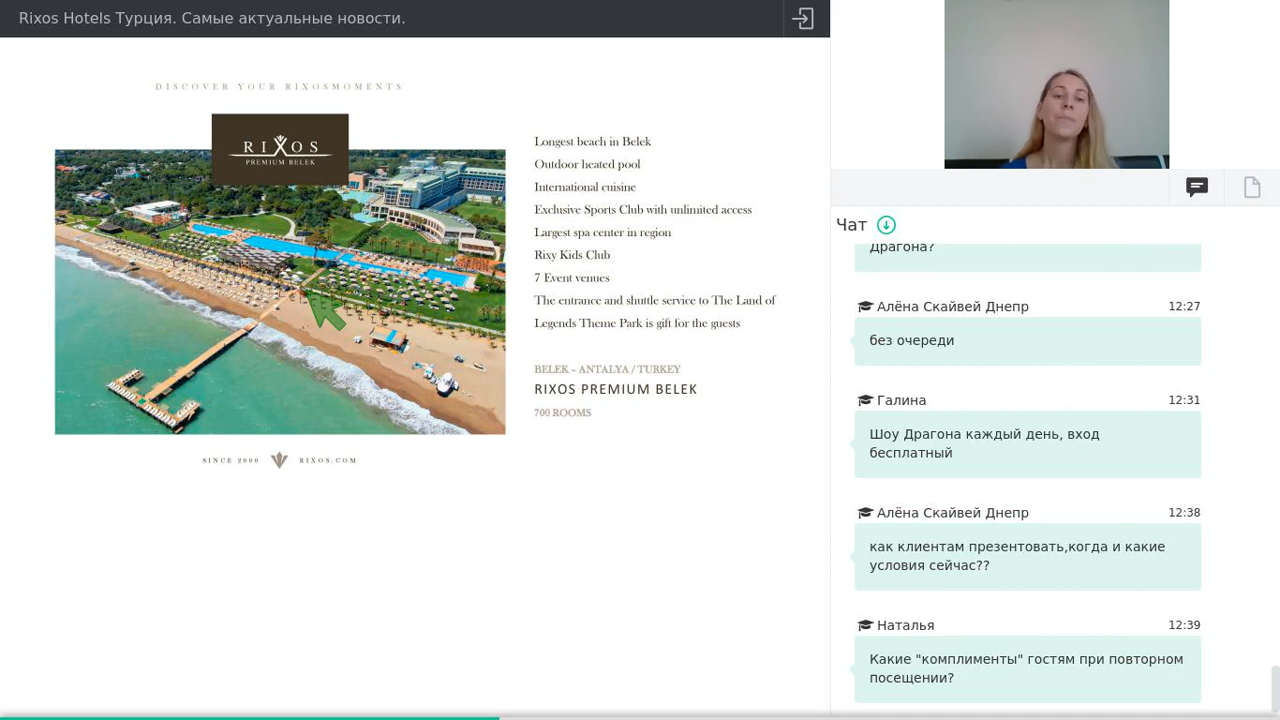 Rixos Hotels Турция. Самые актуальные новости.
DISCOVER YOUR RIXOSMOMENTS
RIXOS
PREMIUM BELEK
Longest beach in Belek
Outdoor heated pool
International cuisine
Exclusive Sports Club with unlimited access
Largest spa center in region
Rixy Kids Club
7 Event venues
The entrance and shuttle service to The Land of
Legends Theme Park is gift for the guests
BELEK – ANTALYA / TURKEY
RIXOS PREMIUM BELEK
700 ROOMS
SINCE 2000 RIXOS.COM
Чат
Драгона?
Алёна Скайвей Днепр 12:27
без очереди
Галина 12:31
Шоу Драгона каждый день, вход
бесплатный
Алёна Скайвей Днепр 12:38
как клиентам презентовать,когда и какие
условия сейчас??
Наталья 12:39
Какие "комплименты" гостям при повторном
посещении?